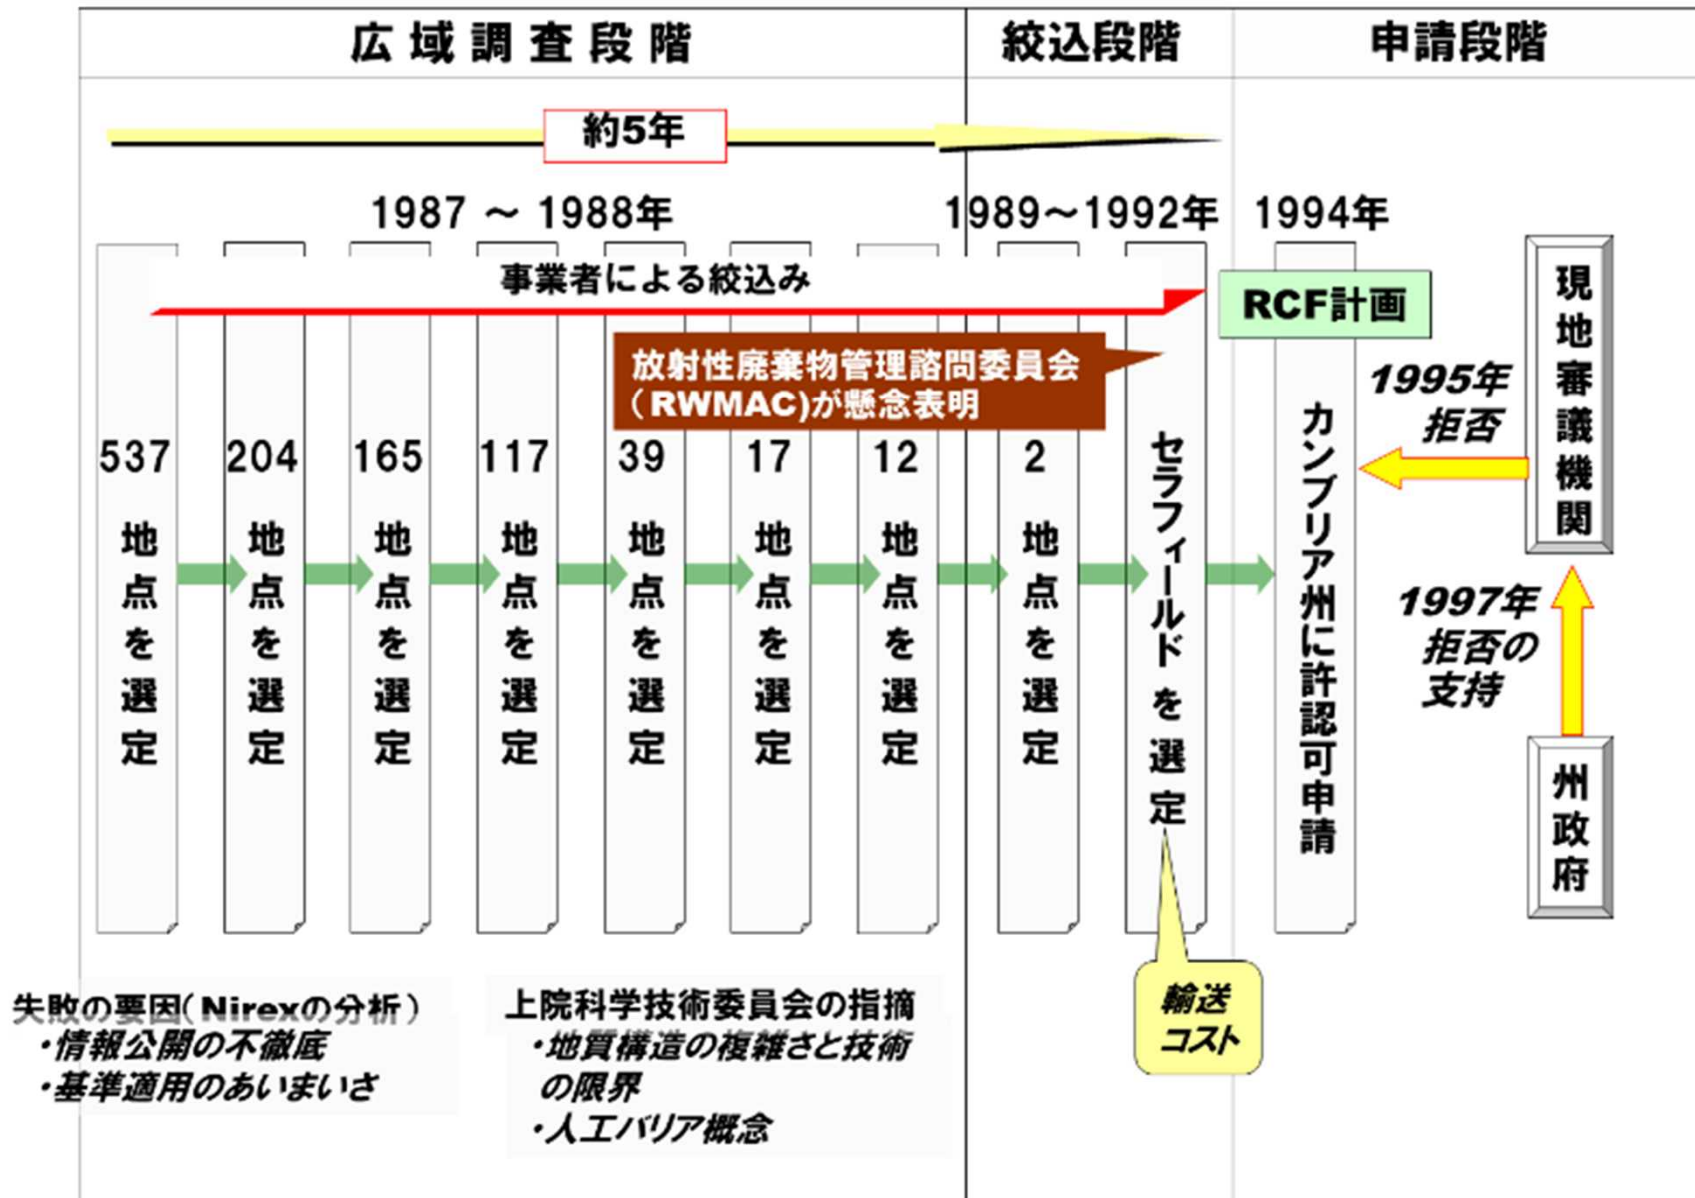 広域調査段階
絞込段階
申請段階
約5年
1987 ～ 1988年
1989～1992年
1994年
事業者による絞込み
RCF計画
放射性廃棄物管理諮問委員会
（RWMAC)が懸念表明
537
地点を選定
204
地点を選定
165
地点を選定
117
地点を選定
39
地点を選定
17
地点を選定
12
地点を選定
2
地点を選定
セラフィールドを選定
カンブリア州に許認可申請
現地審議機関
1995年
拒否
1997年
拒否の
支持
州政府
輸送
コスト
失敗の要因(Nirexの分析）
・情報公開の不徹底
・基準適用のあいまいさ
上院科学技術委員会の指摘
・地質構造の複雑さと技術
の限界
・人工バリア概念